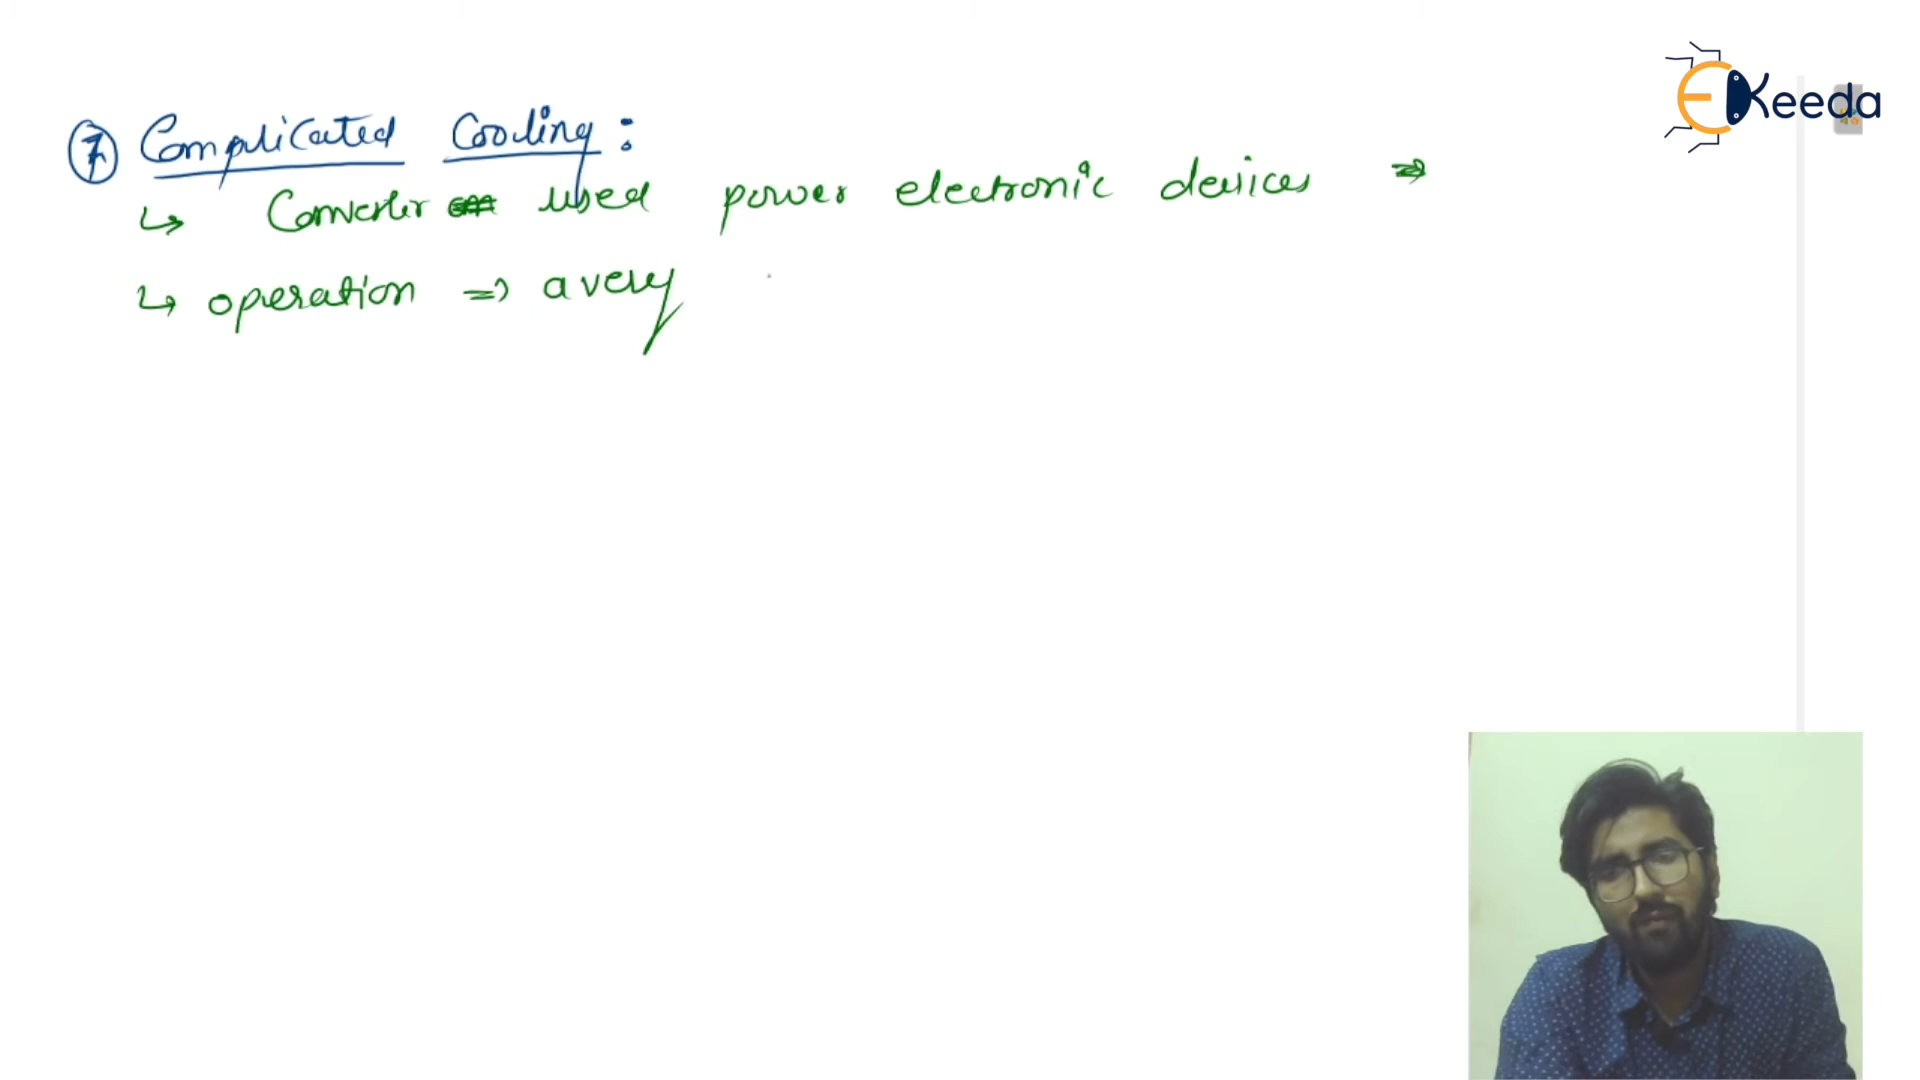 EKeeda
7 Complicated Cooling :
↳ Converter used power electronic devices ⇒
↳ operation ⇒ a very